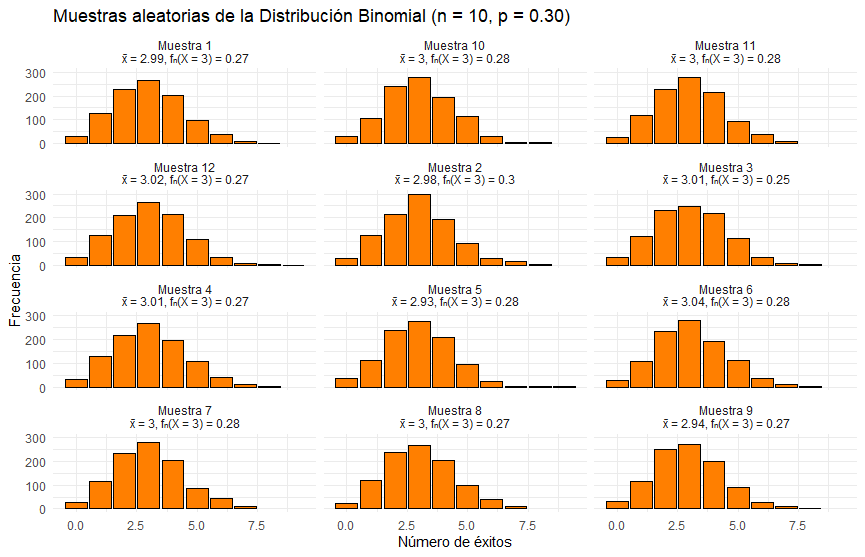 Muestras aleatorias de la Distribución Binomial (n = 10, p = 0.30)
Muestra 1
x̄ = 2.99, fₙ(X = 3) = 0.27
Muestra 10
x̄ = 3, fₙ(X = 3) = 0.28
Muestra 11
x̄ = 3, fₙ(X = 3) = 0.28
300
200
100
0
Muestra 12
x̄ = 3.02, fₙ(X = 3) = 0.27
Muestra 2
x̄ = 2.98, fₙ(X = 3) = 0.3
Muestra 3
x̄ = 3.01, fₙ(X = 3) = 0.25
300
200
100
0
Frecuencia
Muestra 4
x̄ = 3.01, fₙ(X = 3) = 0.27
Muestra 5
x̄ = 2.93, fₙ(X = 3) = 0.28
Muestra 6
x̄ = 3.04, fₙ(X = 3) = 0.28
300
200
100
0
Muestra 7
x̄ = 3, fₙ(X = 3) = 0.28
Muestra 8
x̄ = 3, fₙ(X = 3) = 0.27
Muestra 9
x̄ = 2.94, fₙ(X = 3) = 0.27
300
200
100
0
0.0 2.5 5.0 7.5
0.0 2.5 5.0 7.5
0.0 2.5 5.0 7.5
Número de éxitos